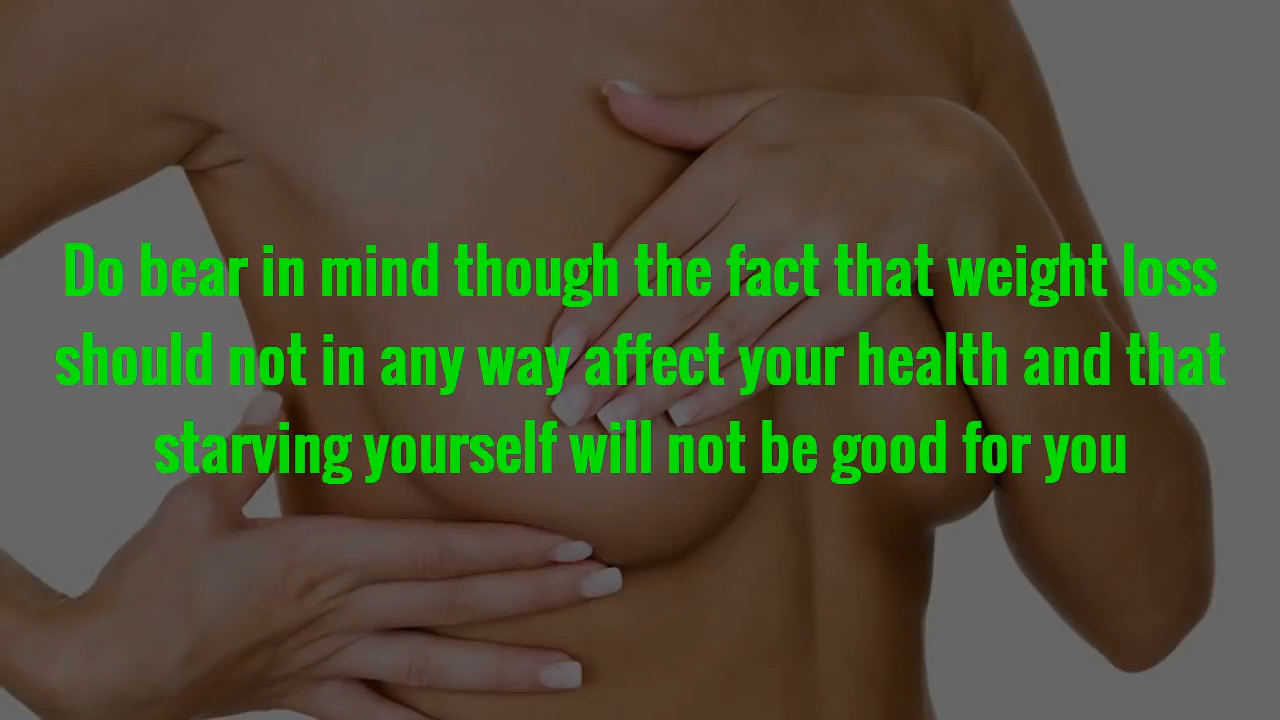 Do bear in mind though the fact that weight loss
should not in any way affect your health and that
starving yourself will not be good for you